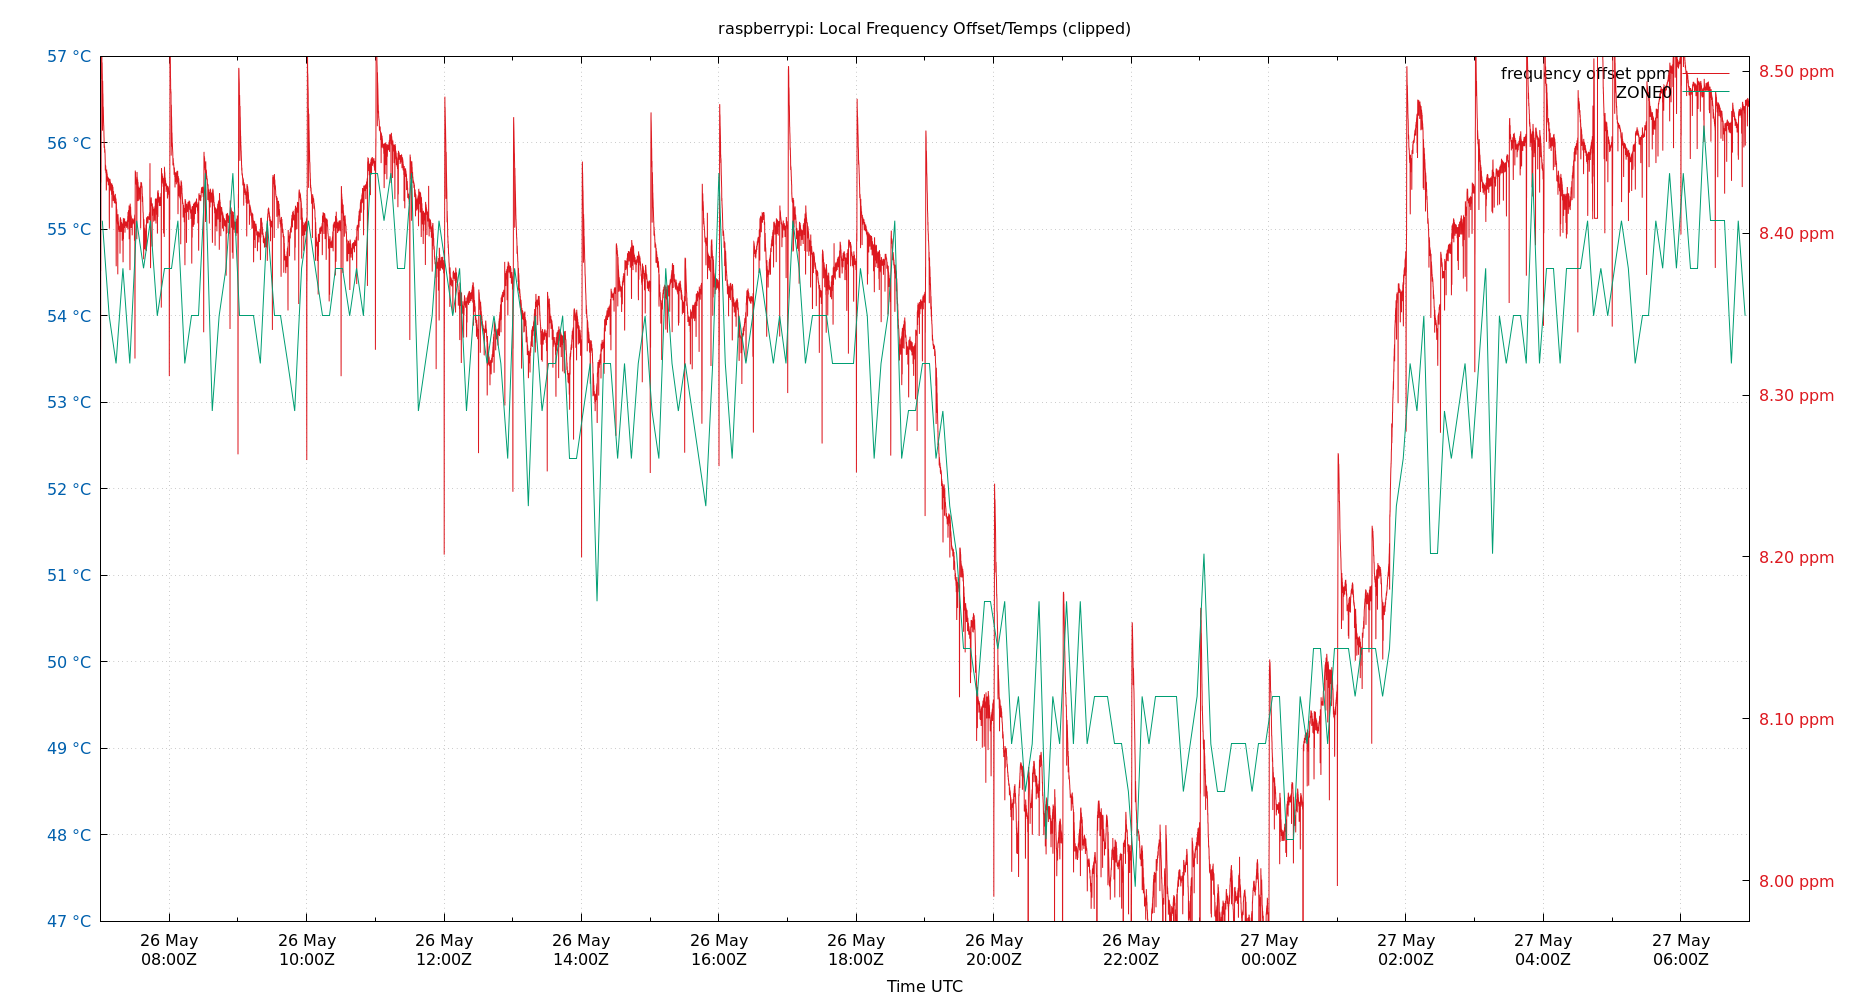 raspberrypi: Local Frequency Offset/Temps (clipped)
57 °C
56 °C
55 °C
54 °C
53 °C
52 °C
51 °C
50 °C
49 °C
48 °C
47 °C
frequency offset ppm
ZONE0
8.50 ppm
8.40 ppm
8.30 ppm
8.20 ppm
8.10 ppm
8.00 ppm
26 May 26 May 26 May 26 May 26 May 26 May 26 May 26 May 27 May 27 May 27 May 27 May
08:00Z 10:00Z 12:00Z 14:00Z 16:00Z 18:00Z 20:00Z 22:00Z 00:00Z 02:00Z 04:00Z 06:00Z
Time UTC